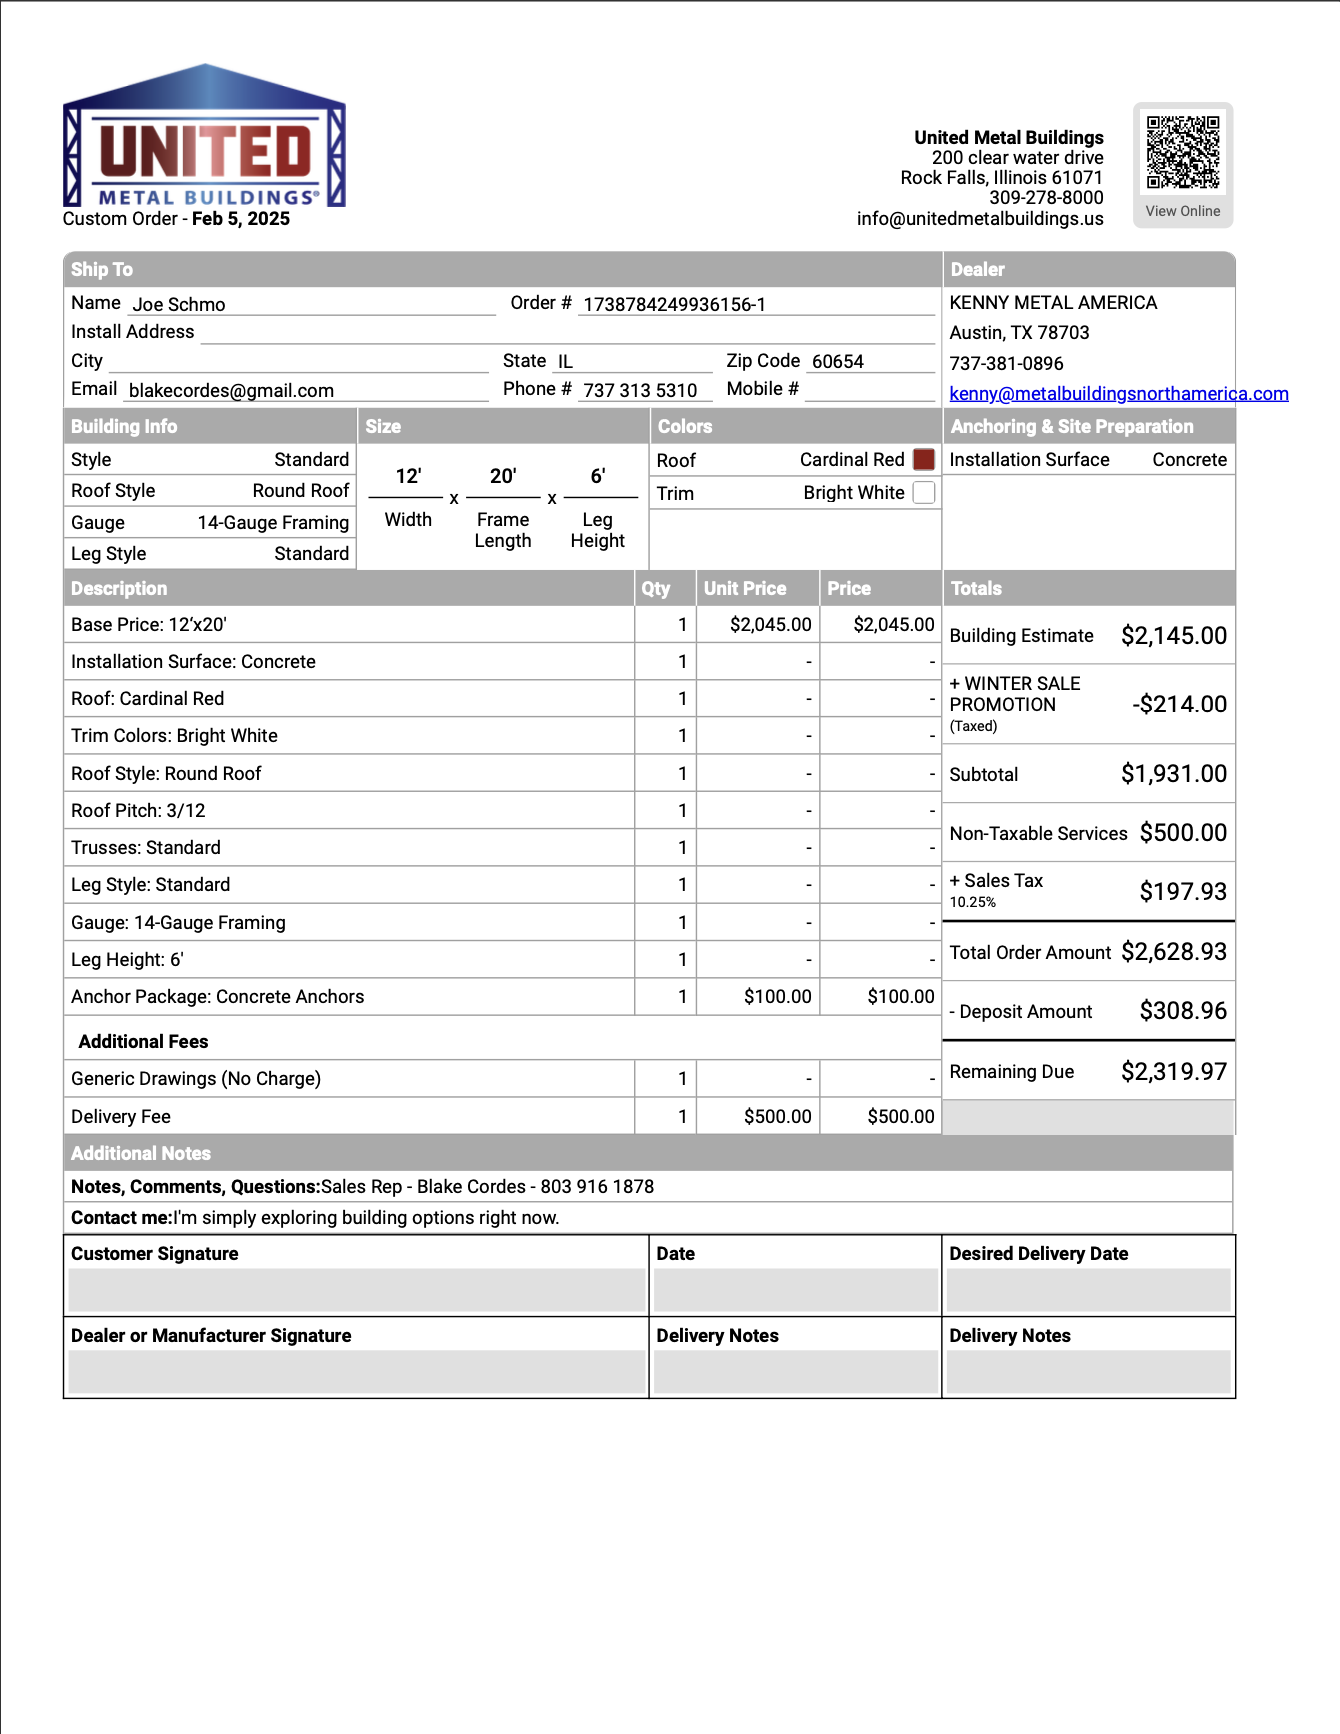 UNITED
METAL BUILDINGS®
Custom Order - Feb 5, 2025
United Metal Buildings
200 clear water drive
Rock Falls, Illinois 61071
309-278-8000
info@unitedmetalbuildings.us
View Online
Ship To
Name Joe Schmo Order # 1738784249936156-1
Install Address
City State IL Zip Code 60654
Email blakecordes@gmail.com Phone # 737 313 5310 Mobile #
Dealer
KENNY METAL AMERICA
Austin, TX 78703
737-381-0896
kenny@metalbuildingsnorthamerica.com
Building Info
Style Standard
Roof Style Round Roof
Gauge 14-Gauge Framing
Leg Style Standard
Size
12' x 20' x 6'
Width Frame Length Leg Height
Colors
Roof Cardinal Red
Trim Bright White
Anchoring & Site Preparation
Installation Surface Concrete
Description Qty Unit Price Price
Base Price: 12'x20' 1 $2,045.00 $2,045.00
Installation Surface: Concrete 1 - -
Roof: Cardinal Red 1 - -
Trim Colors: Bright White 1 - -
Roof Style: Round Roof 1 - -
Roof Pitch: 3/12 1 - -
Trusses: Standard 1 - -
Leg Style: Standard 1 - -
Gauge: 14-Gauge Framing 1 - -
Leg Height: 6' 1 - -
Anchor Package: Concrete Anchors 1 $100.00 $100.00
Additional Fees
Generic Drawings (No Charge) 1 - -
Delivery Fee 1 $500.00 $500.00
Totals
Building Estimate $2,145.00
+ WINTER SALE
PROMOTION -$214.00
(Taxed)
Subtotal $1,931.00
Non-Taxable Services $500.00
+ Sales Tax $197.93
10.25%
Total Order Amount $2,628.93
- Deposit Amount $308.96
Remaining Due $2,319.97
Additional Notes
Notes, Comments, Questions:Sales Rep - Blake Cordes - 803 916 1878
Contact me:I'm simply exploring building options right now.
Customer Signature Date Desired Delivery Date
Dealer or Manufacturer Signature Delivery Notes Delivery Notes